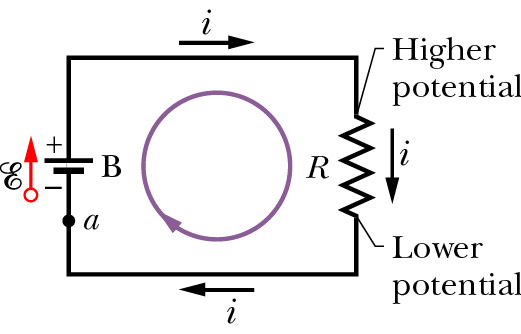 i
Higher
potential
+
ℰ
B
R
i
−
a
Lower
potential
i